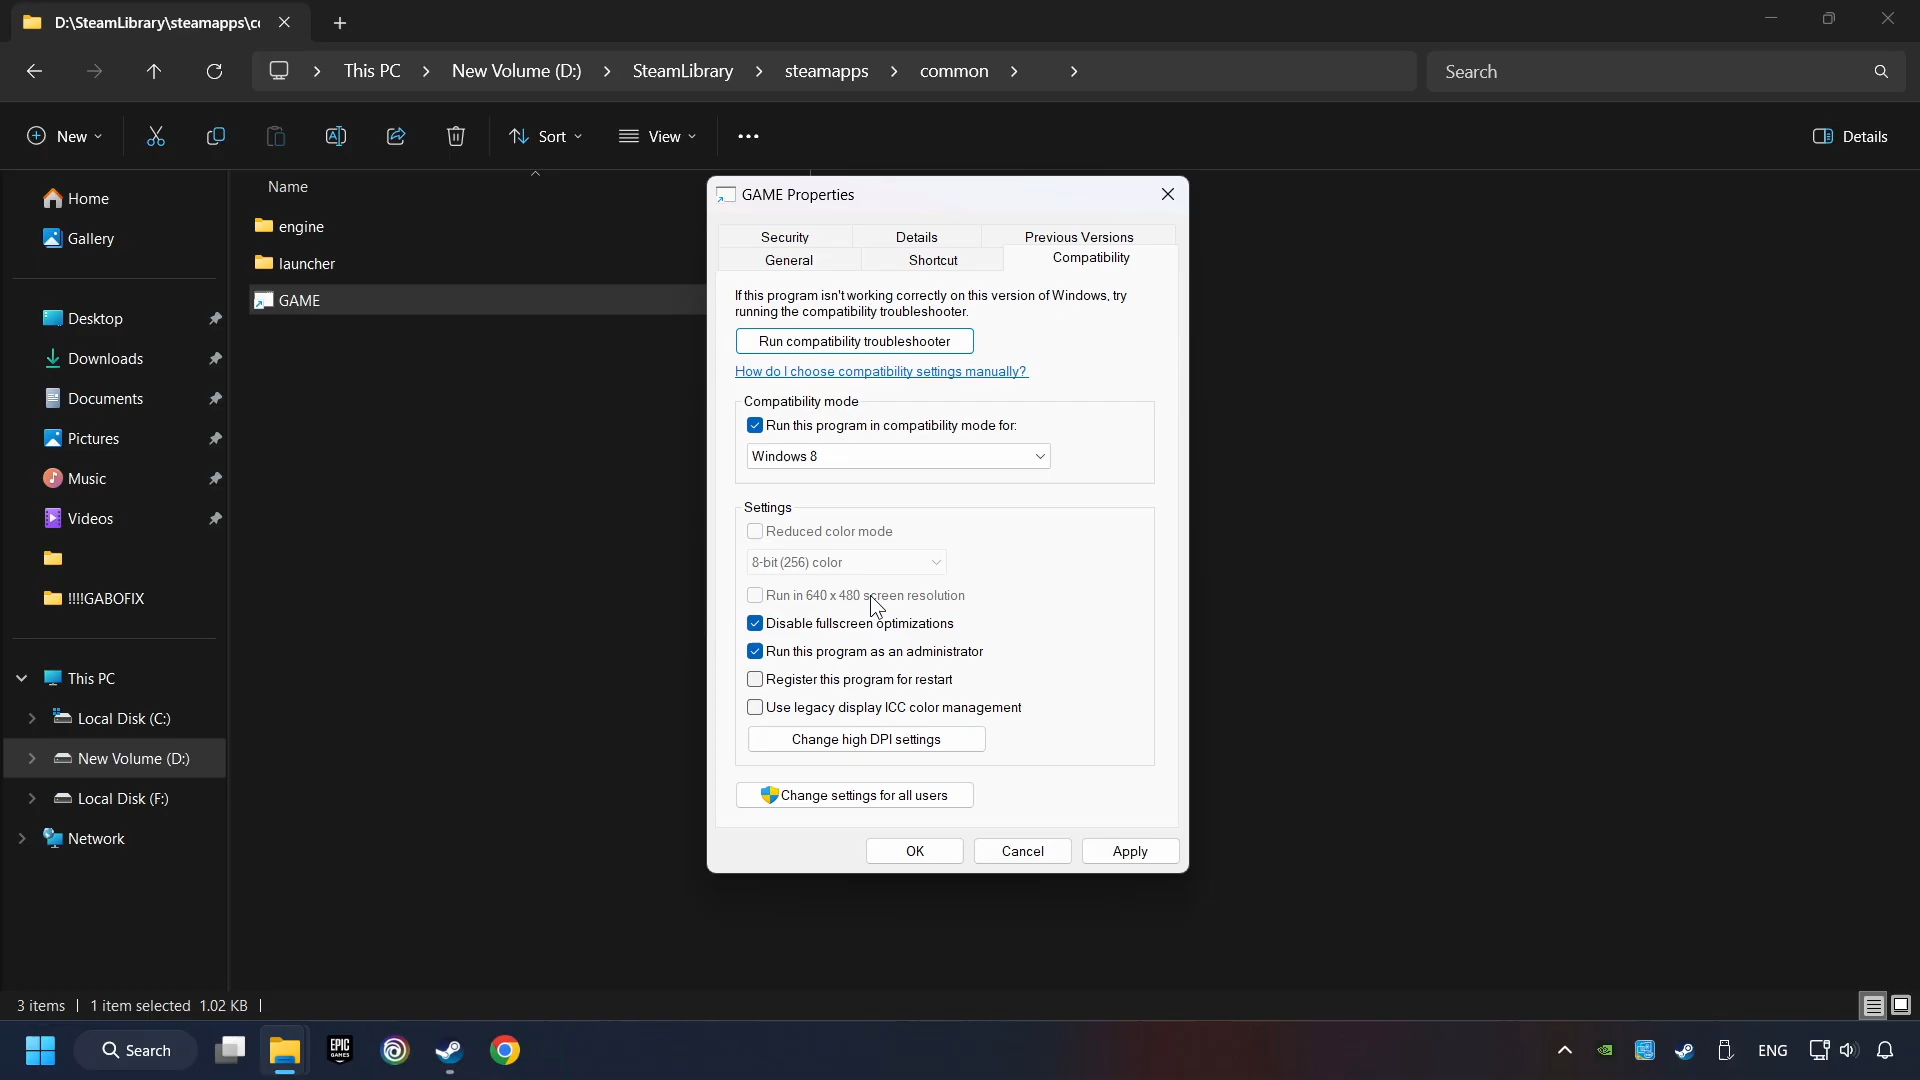 D:\SteamLibrary\steamapps\c
This PC
New Volume (D:)
SteamLibrary
steamapps
common
Search
New
Sort
View
Details
Home
Gallery
Desktop
Downloads
Documents
Pictures
Music
Videos
!!!!GABOFIX
This PC
Local Disk (C:)
New Volume (D:)
Local Disk (F:)
Network
Name
engine
launcher
GAME
GAME Properties
Security
Details
Previous Versions
General
Shortcut
Compatibility
If this program isn't working correctly on this version of Windows, try
running the compatibility troubleshooter.
Run compatibility troubleshooter
How do I choose compatibility settings manually?
Compatibility mode
Run this program in compatibility mode for:
Windows 8
Settings
Reduced color mode
8-bit (256) color
Run in 640 x 480 screen resolution
Disable fullscreen optimizations
Run this program as an administrator
Register this program for restart
Use legacy display ICC color management
Change high DPI settings
Change settings for all users
OK
Cancel
Apply
3 items
1 item selected 1.02 KB
Search
EPIC
GAMES
ENG